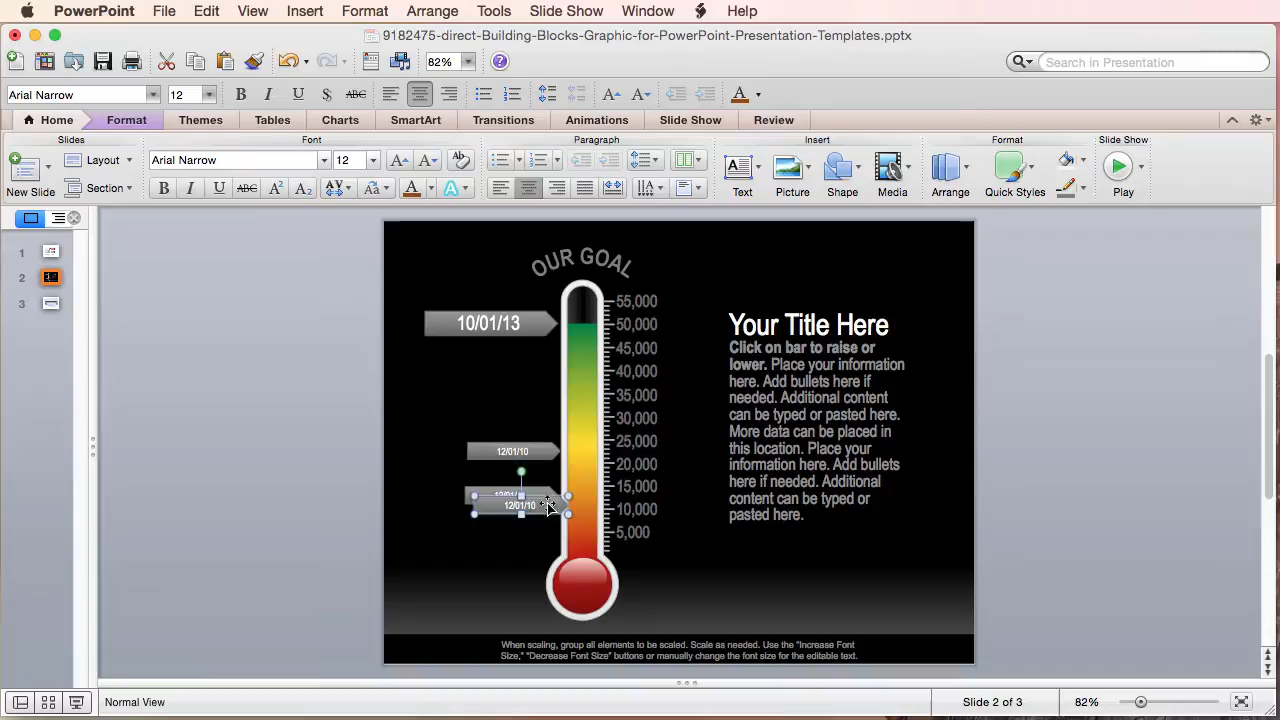 PowerPoint File Edit View Insert Format Arrange Tools Slide Show Window Help
9182475-direct-Building-Blocks-Graphic-for-PowerPoint-Presentation-Templates.pptx
82%
Search in Presentation
Arial Narrow 12 B I U S ABC A A A
Home Format Themes Tables Charts SmartArt Transitions Animations Slide Show Review
Slides Font Paragraph Insert Format Slide Show
New Slide Layout Section
Arial Narrow 12
B I U ABC A² A₂ AV Aa A A
Text Picture Shape Media Arrange Quick Styles Play
1
2
3
OUR GOAL
10/01/13
12/01/10
12/01/10
55,000
50,000
45,000
40,000
35,000
30,000
25,000
20,000
15,000
10,000
5,000
Your Title Here
Click on bar to raise or
lower. Place your information
here. Add bullets here if
needed. Additional content
can be typed or pasted here.
More data can be placed in
this location. Place your
information here. Add bullets
here if needed. Additional
content can be typed or
pasted here.
When scaling, group all elements to be scaled. Scale as needed. Use the "Increase Font
Size," "Decrease Font Size" buttons or manually change the font size for the editable text.
Normal View Slide 2 of 3 82%